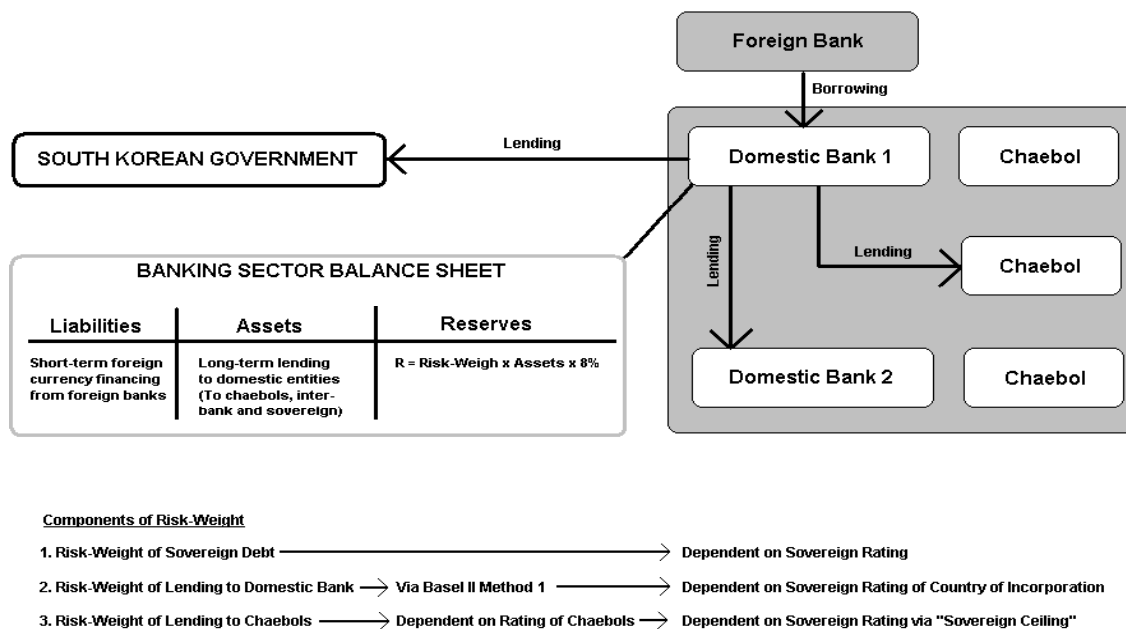 Foreign Bank
Borrowing
SOUTH KOREAN GOVERNMENT
Lending
Domestic Bank 1
Chaebol
Lending
Lending
Chaebol
Domestic Bank 2
Chaebol
BANKING SECTOR BALANCE SHEET
Liabilities
Assets
Reserves
Short-term foreign
currency financing
from foreign banks
Long-term lending
to domestic entities
(To chaebols, inter-
bank and sovereign)
R = Risk-Weigh x Assets x 8%
Components of Risk-Weight
1. Risk-Weight of Sovereign Debt Dependent on Sovereign Rating
2. Risk-Weight of Lending to Domestic Bank Via Basel II Method 1 Dependent on Sovereign Rating of Country of Incorporation
3. Risk-Weight of Lending to Chaebols Dependent on Rating of Chaebols Dependent on Sovereign Rating via "Sovereign Ceiling"